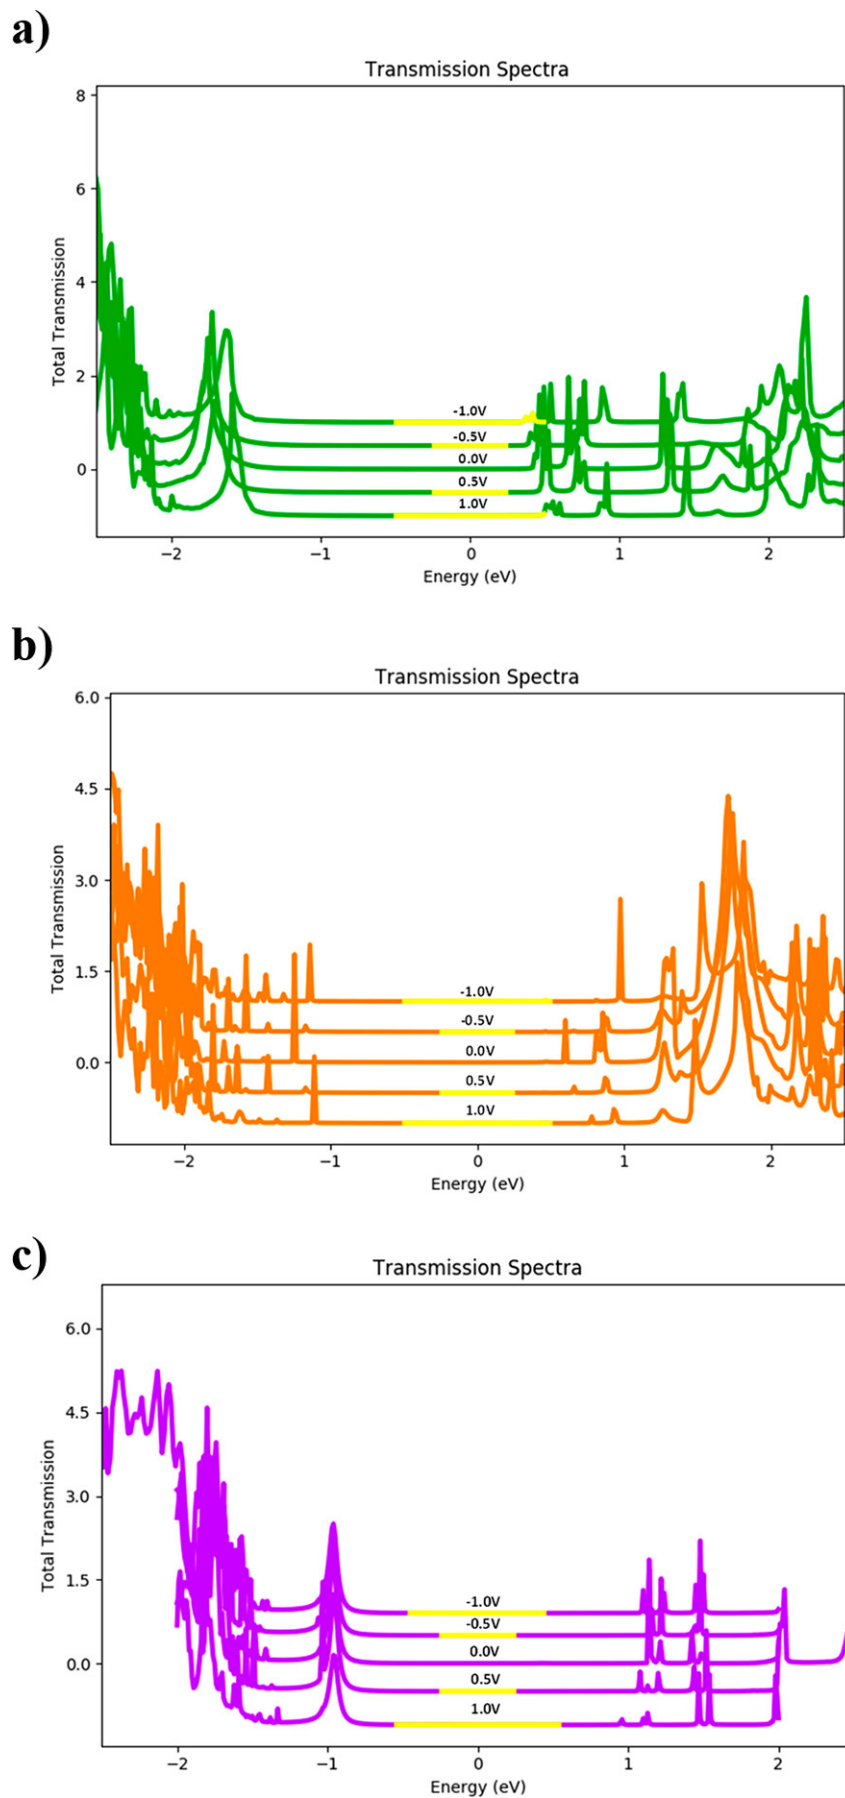 a)
Transmission Spectra
8
6
4
2
0
Total Transmission
-1.0V
-0.5V
0.0V
0.5V
1.0V
−2 −1 0 1 2
Energy (eV)
b)
Transmission Spectra
6.0
4.5
3.0
1.5
0.0
Total Transmission
-1.0V
-0.5V
0.0V
0.5V
1.0V
−2 −1 0 1 2
Energy (eV)
c)
Transmission Spectra
6.0
4.5
3.0
1.5
0.0
Total Transmission
-1.0V
-0.5V
0.0V
0.5V
1.0V
−2 −1 0 1 2
Energy (eV)